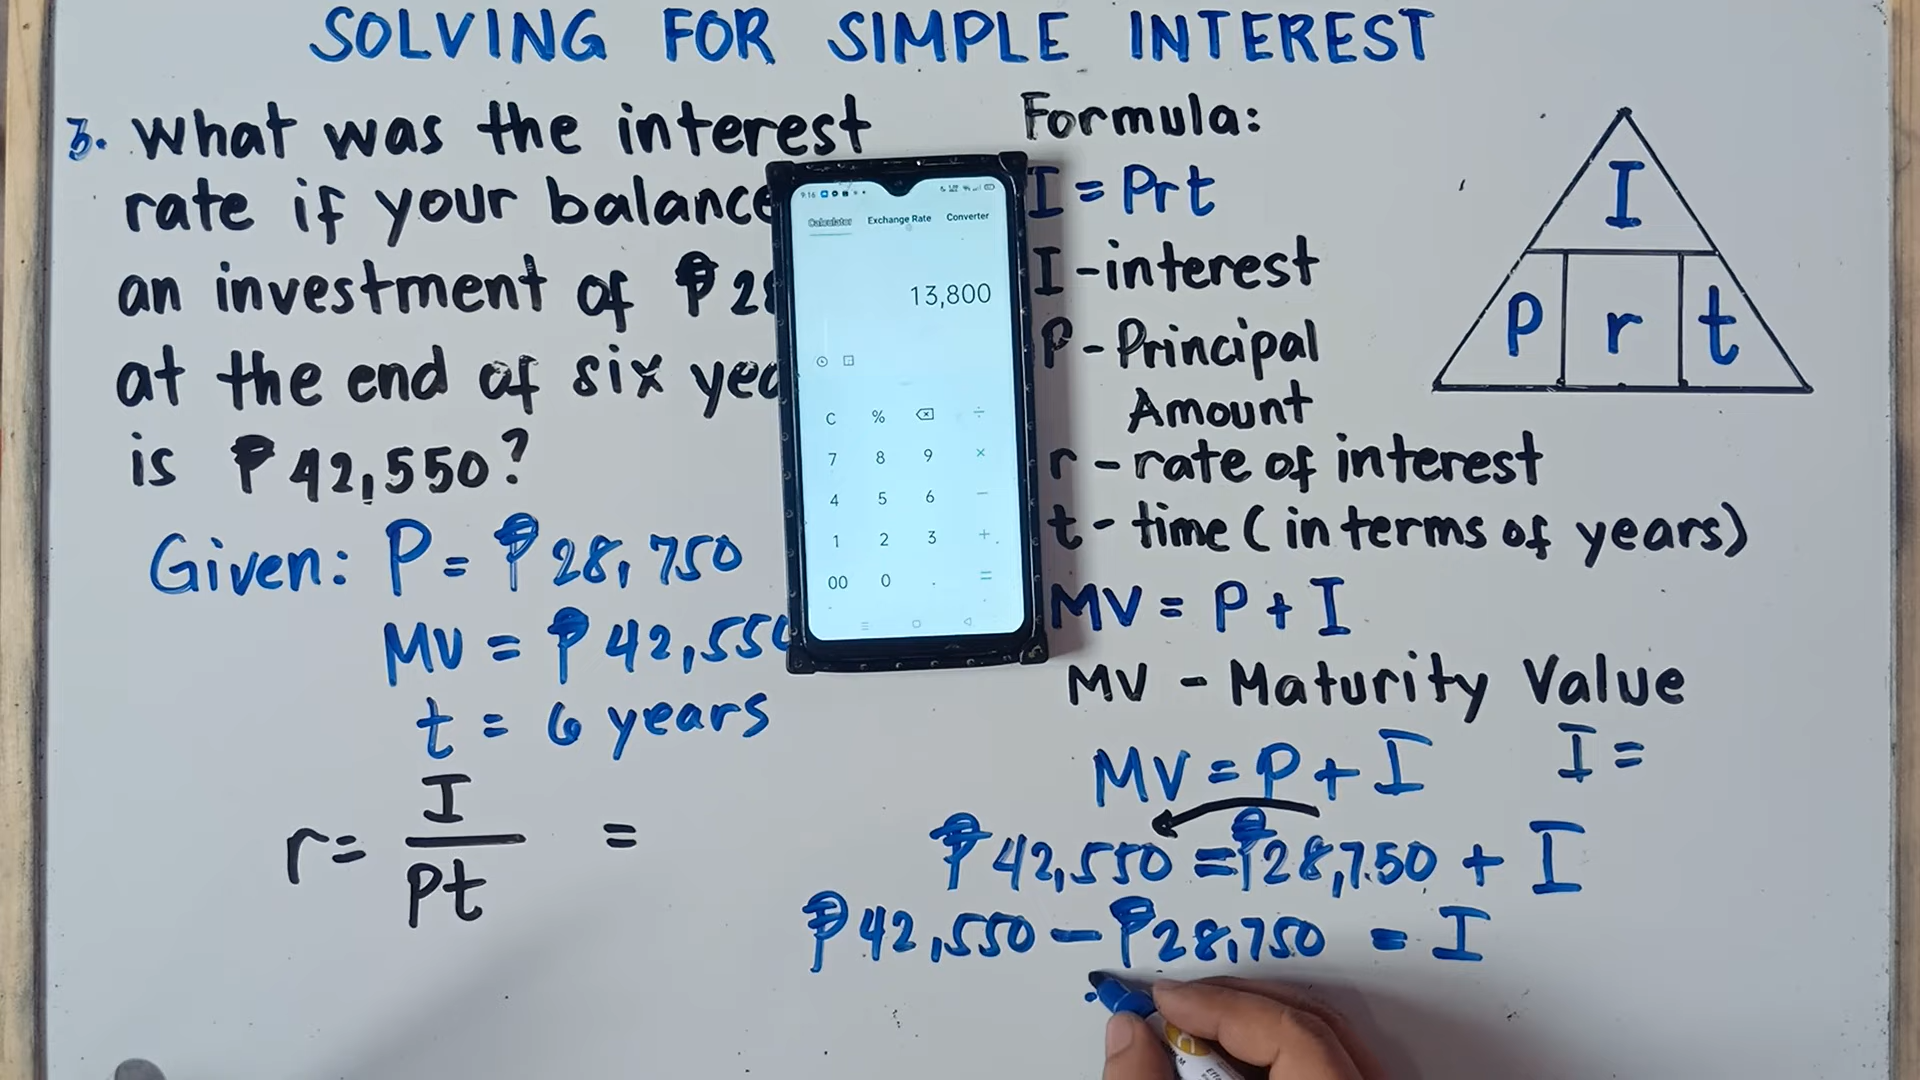 SOLVING FOR SIMPLE INTEREST
3. What was the interest
rate if your balance
an investment of ₱28
at the end of six yea
is ₱42,550?
Given: P = ₱28,750
MV = ₱42,550
t = 6 years
r = I/Pt =
9:16
Calculator Exchange Rate Converter
13,800
C % ÷
7 8 9 ×
4 5 6 −
1 2 3 +
00 0 . =
Formula:
I = Prt
I - interest
P - Principal
Amount
r - rate of interest
t - time (in terms of years)
MV = P + I
MV - Maturity Value
MV = P + I
I =
₱42,550 = ₱28,750 + I
₱42,550 − ₱28,750 = I
I
P r t